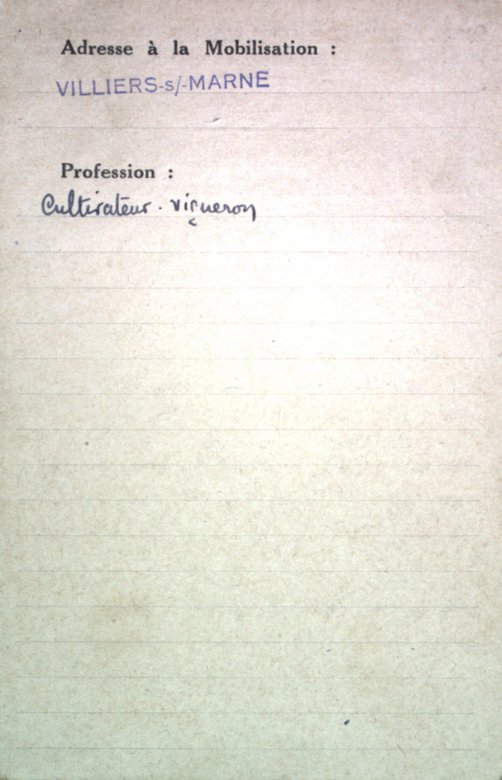 Adresse à la Mobilisation :
VILLIERS-s/-MARNE
Profession :
Cultivateur - vigneron